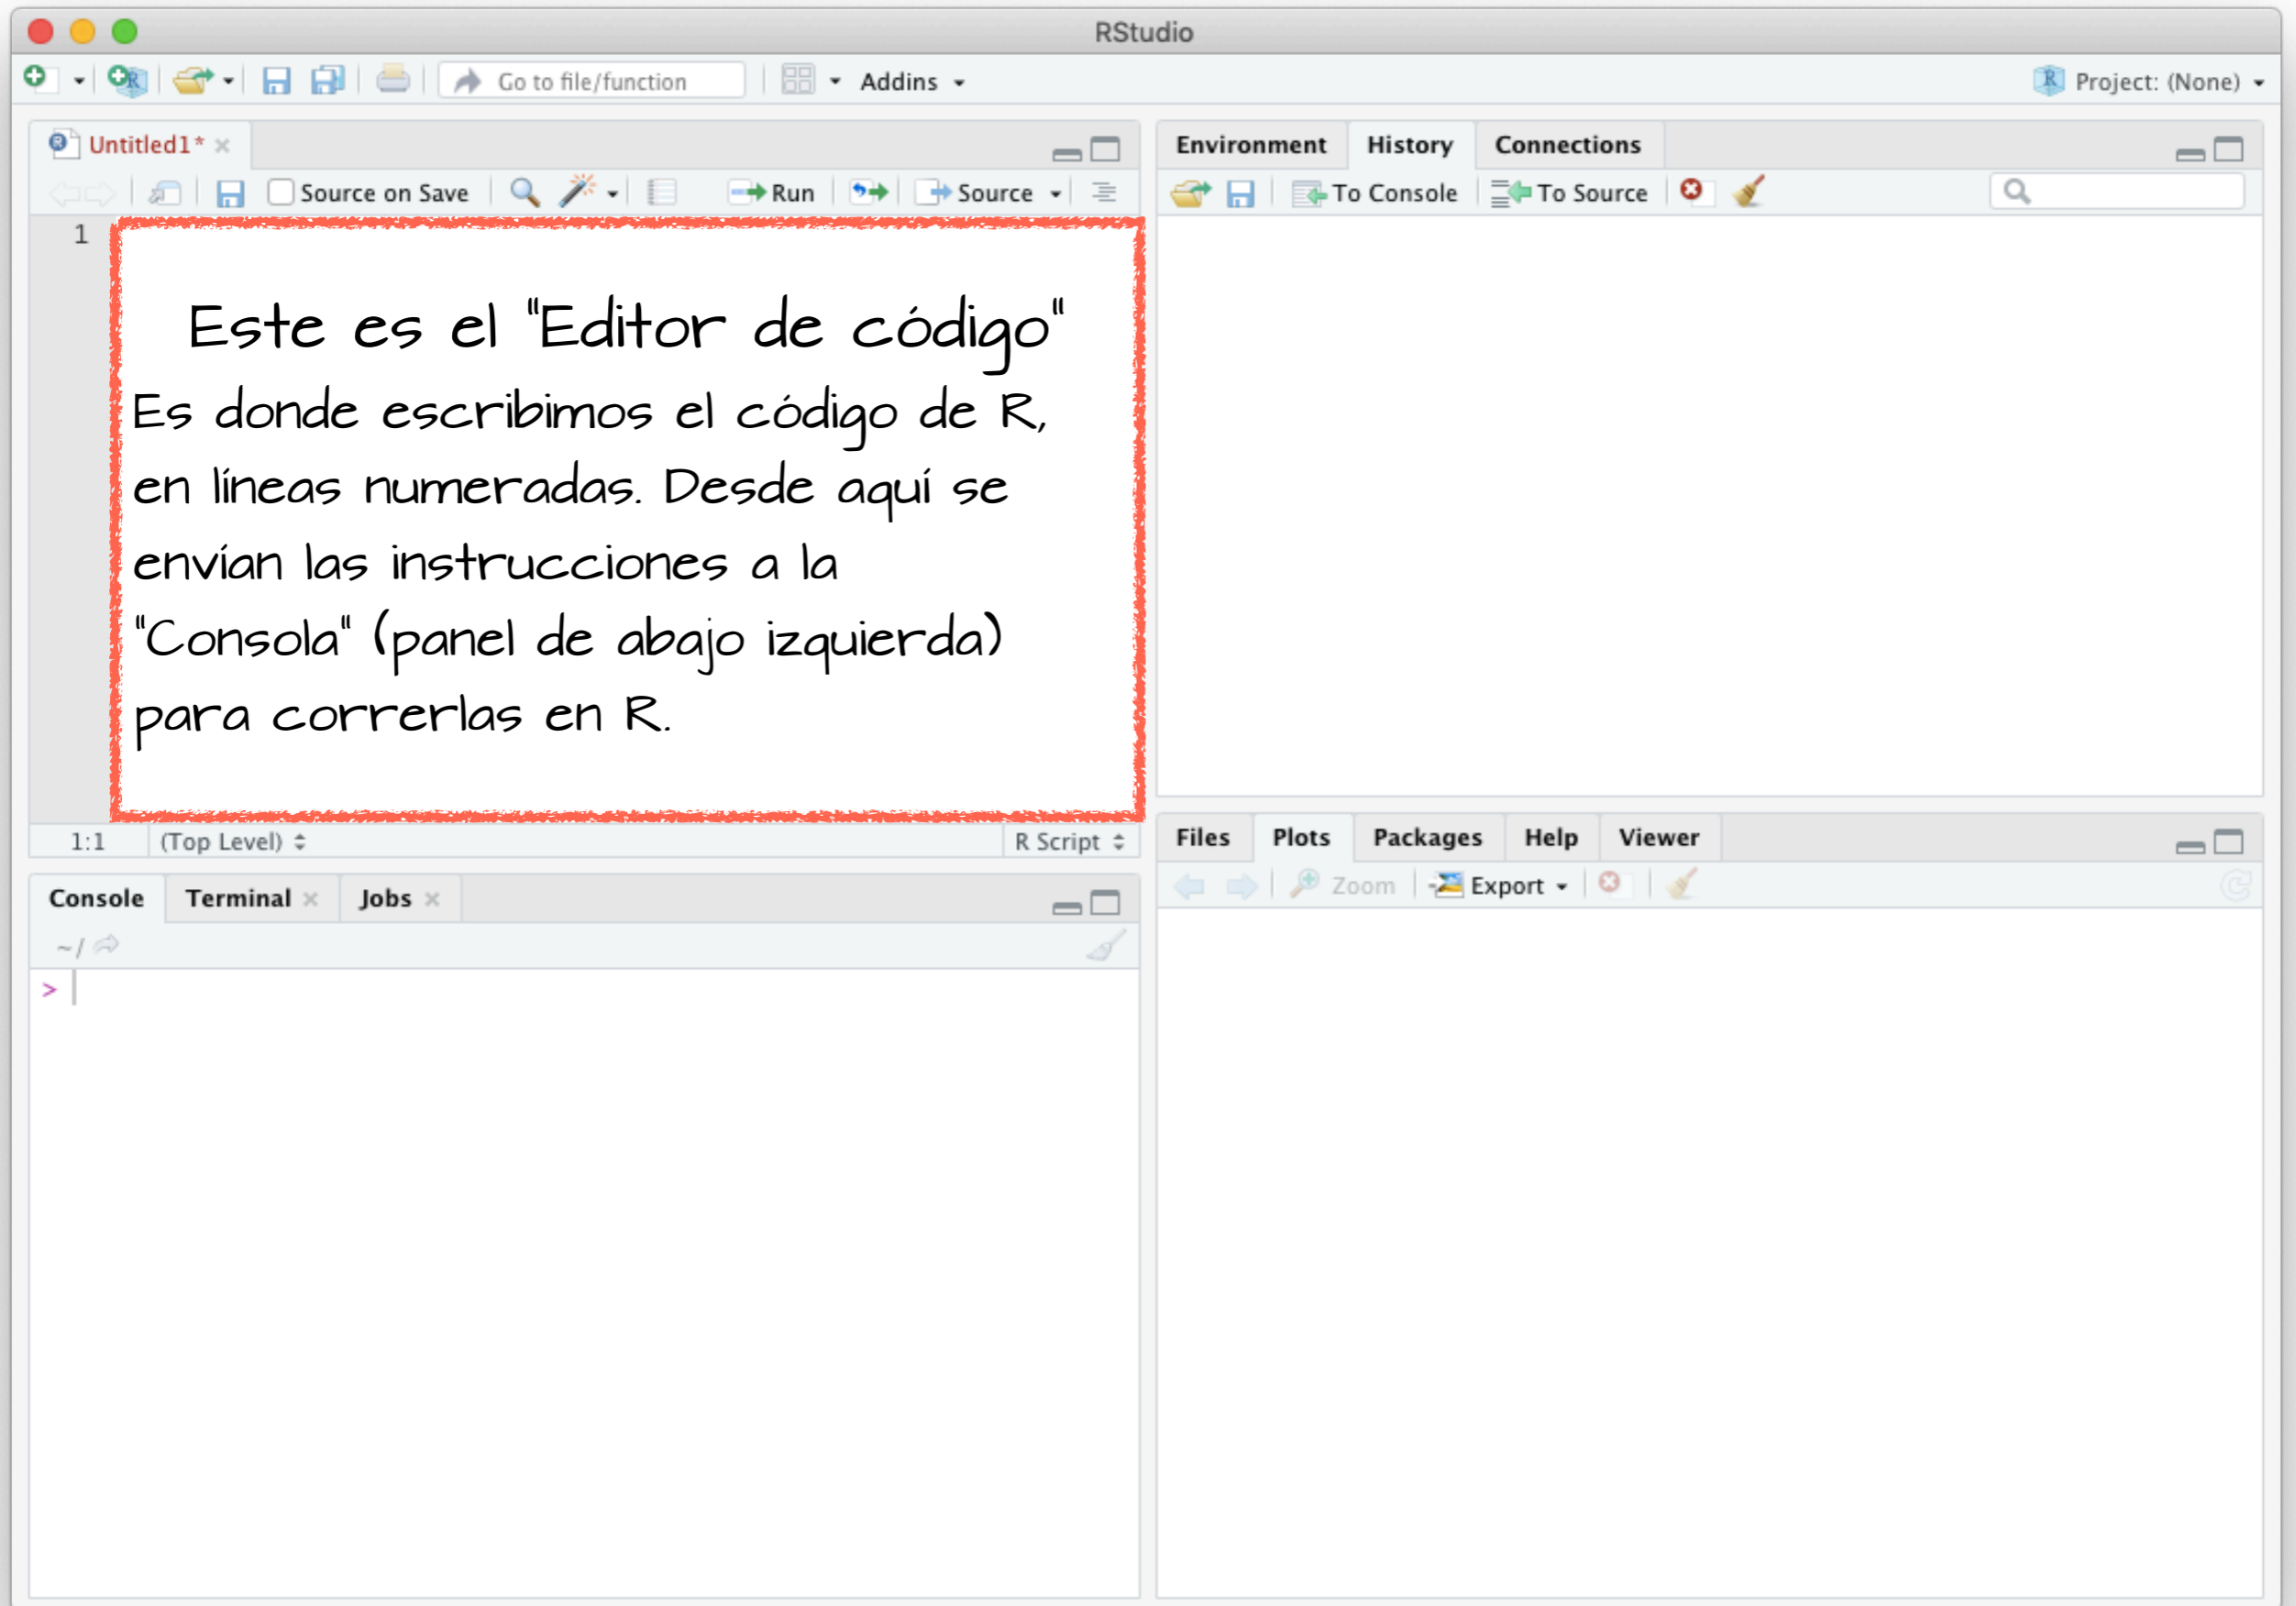 RStudio
Go to file/function Addins Project: (None)
Untitled1*
Source on Save Run Source
1
Este es el "Editor de código"
Es donde escribimos el código de R,
en líneas numeradas. Desde aquí se
envían las instrucciones a la
"Consola" (panel de abajo izquierda)
para correrlas en R.
1:1 (Top Level) R Script
Console Terminal Jobs
~/
>
Environment History Connections
To Console To Source
Files Plots Packages Help Viewer
Zoom Export